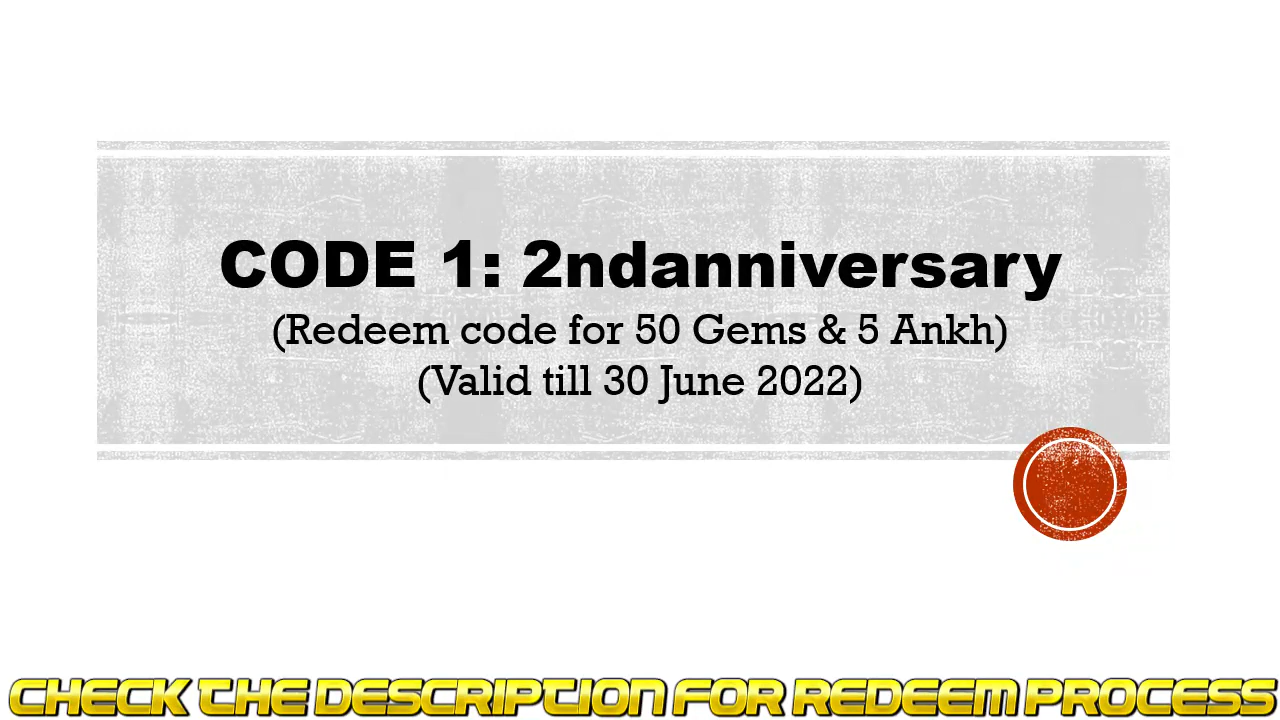 CODE 1: 2ndanniversary
(Redeem code for 50 Gems & 5 Ankh)
(Valid till 30 June 2022)
CHECK THE DESCRIPTION FOR REDEEM PROCESS